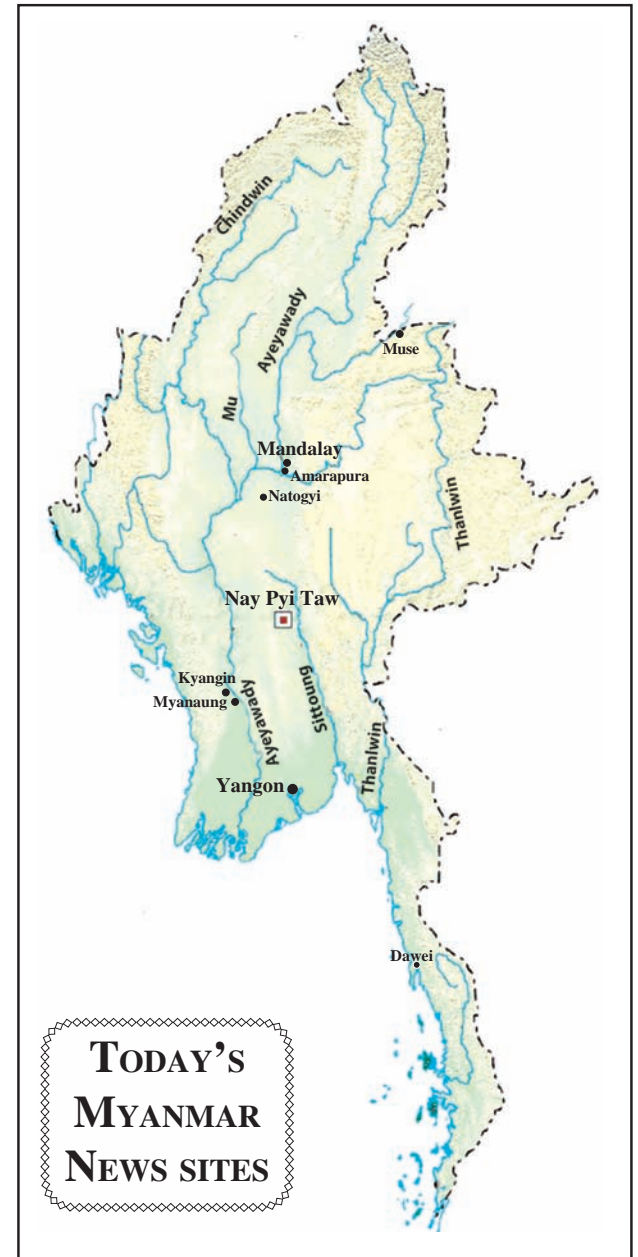 Chindwin
Ayeyawady
Muse
Mu
Mandalay
Amarapura
Natogyi
Thanlwin
Nay Pyi Taw
Kyangin
Myanaung
Ayeyawady
Sittoung
Thanlwin
Yangon
Dawei
TODAY'S
MYANMAR
NEWS SITES